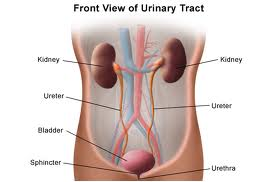 Front View of Urinary Tract
Kidney
Kidney
Ureter
Ureter
Bladder
Sphincter
Urethra